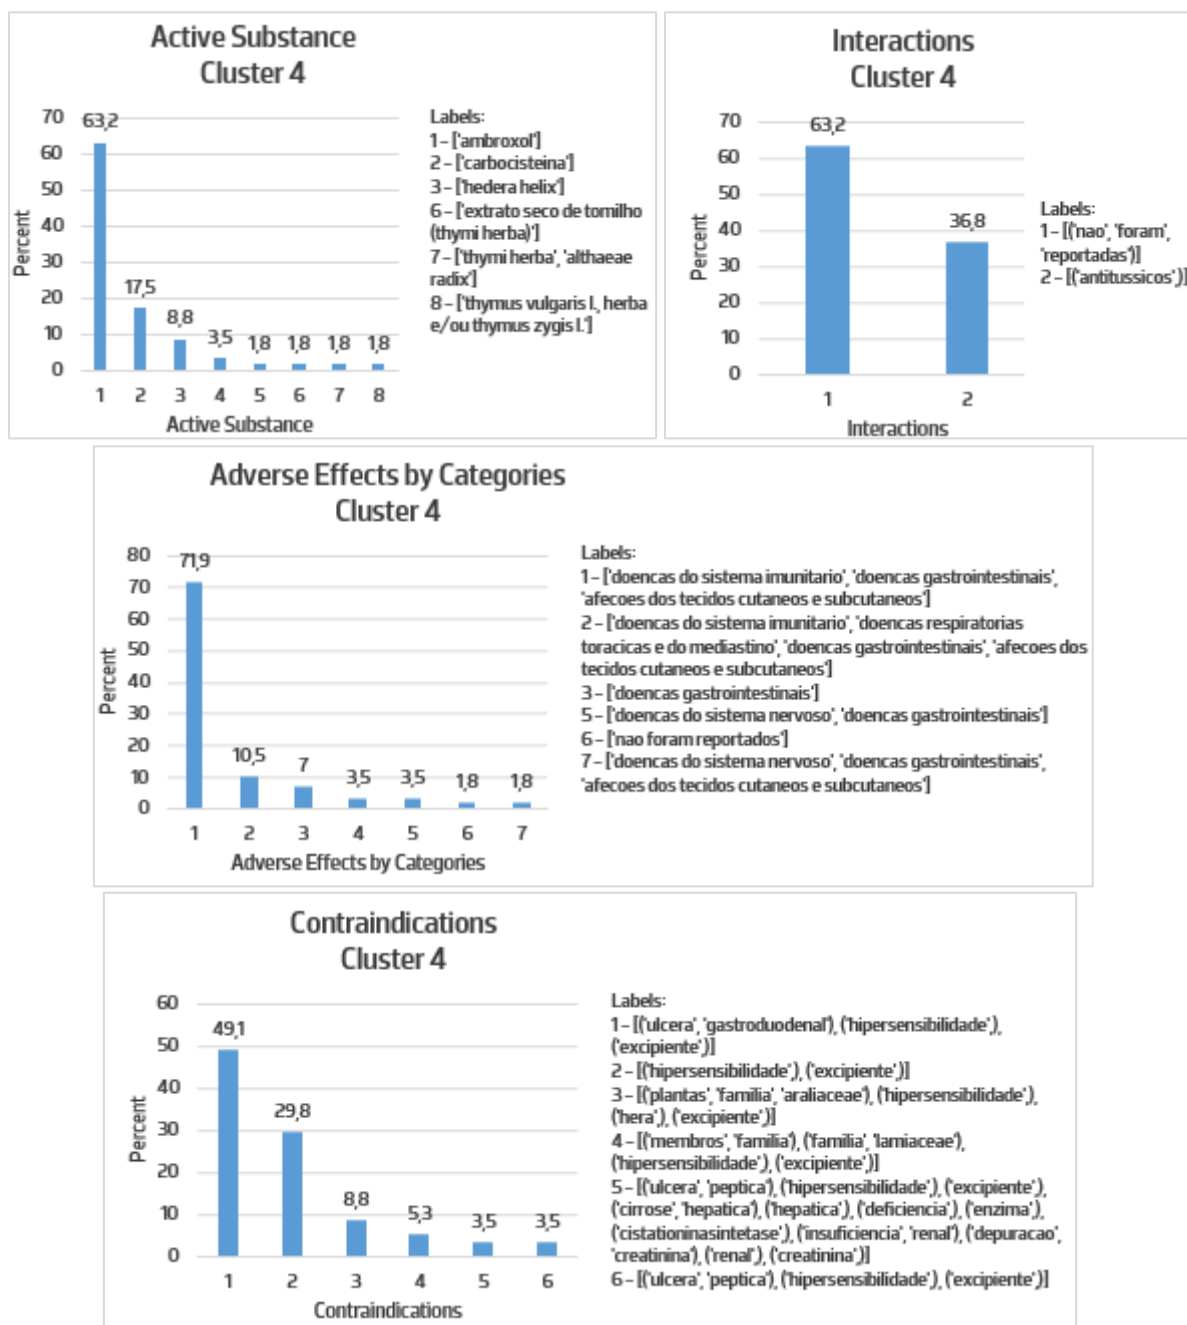 Active Substance
Cluster 4
70
60
50
40
30
20
10
0
Percent
63,2
17,5
8,8
3,5
1,8
1,8
1,8
1,8
1 2 3 4 5 6 7 8
Active Substance
Labels:
1 – ['ambroxol']
2 – ['carbocisteina']
3 – ['hedera helix']
6 – ['extrato seco de tomilho
(thymi herba)']
7 – ['thymi herba', 'althaeae
radix']
8 – ['thymus vulgaris l., herba
e/ou thymus zygis l.']
Interactions
Cluster 4
70
60
50
40
30
20
10
0
Percent
63,2
36,8
1 2
Interactions
Labels:
1 – [('nao', 'foram',
'reportadas')]
2 – [('antitussicos',)]
Adverse Effects by Categories
Cluster 4
80
70
60
50
40
30
20
10
0
Percent
71,9
10,5
7
3,5
3,5
1,8
1,8
1 2 3 4 5 6 7
Adverse Effects by Categories
Labels:
1 – ['doencas do sistema imunitario', 'doencas gastrointestinais',
'afecoes dos tecidos cutaneos e subcutaneos']
2 – ['doencas do sistema imunitario', 'doencas respiratorias
toracicas e do mediastino', 'doencas gastrointestinais', 'afecoes dos
tecidos cutaneos e subcutaneos']
3 – ['doencas gastrointestinais']
5 – ['doencas do sistema nervoso', 'doencas gastrointestinais']
6 – ['nao foram reportados']
7 – ['doencas do sistema nervoso', 'doencas gastrointestinais',
'afecoes dos tecidos cutaneos e subcutaneos']
Contraindications
Cluster 4
60
50
40
30
20
10
0
Percent
49,1
29,8
8,8
5,3
3,5
3,5
1 2 3 4 5 6
Contraindications
Labels:
1 – [('ulcera', 'gastroduodenal'), ('hipersensibilidade',),
('excipiente',)]
2 – [('hipersensibilidade',), ('excipiente',)]
3 – [('plantas', 'familia', 'araliaceae'), ('hipersensibilidade',),
('hera',), ('excipiente',)]
4 – [('membros', 'familia'), ('familia', 'lamiaceae'),
('hipersensibilidade',), ('excipiente',)]
5 – [('ulcera', 'peptica'), ('hipersensibilidade',), ('excipiente',),
('cirrose', 'hepatica'), ('hepatica',), ('deficiencia',), ('enzima',),
('cistationinasintetase',), ('insuficiencia', 'renal'), ('depuracao',
'creatinina'), ('renal',), ('creatinina',)]
6 – [('ulcera', 'peptica'), ('hipersensibilidade',), ('excipiente',)]